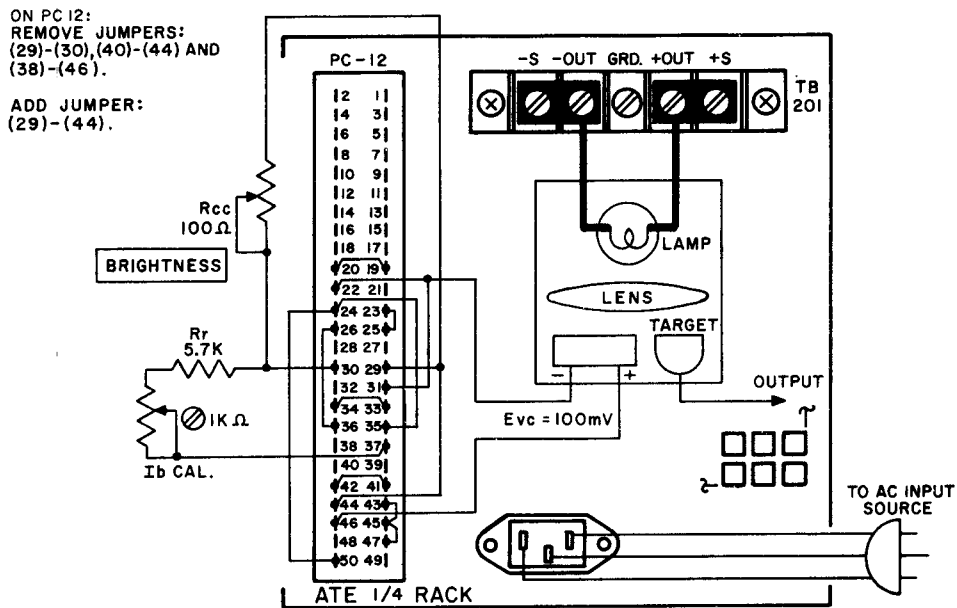 ON PC 12:
REMOVE JUMPERS:
(29)-(30),(40)-(44) AND
(38)-(46).
ADD JUMPER:
(29)-(44).
PC-12
2 1
4 3
6 5
8 7
10 9
12 11
14 13
16 15
18 17
20 19
22 21
24 23
26 25
28 27
30 29
32 31
34 33
36 35
38 37
40 39
42 41
44 43
46 45
48 47
50 49
-S -OUT GRD. +OUT +S
TB
201
Rcc
100Ω
BRIGHTNESS
Rr
5.7K
1KΩ
Ib CAL.
LAMP
LENS
TARGET
- +
OUTPUT
Evc = 100mV
TO AC INPUT
SOURCE
ATE 1/4 RACK